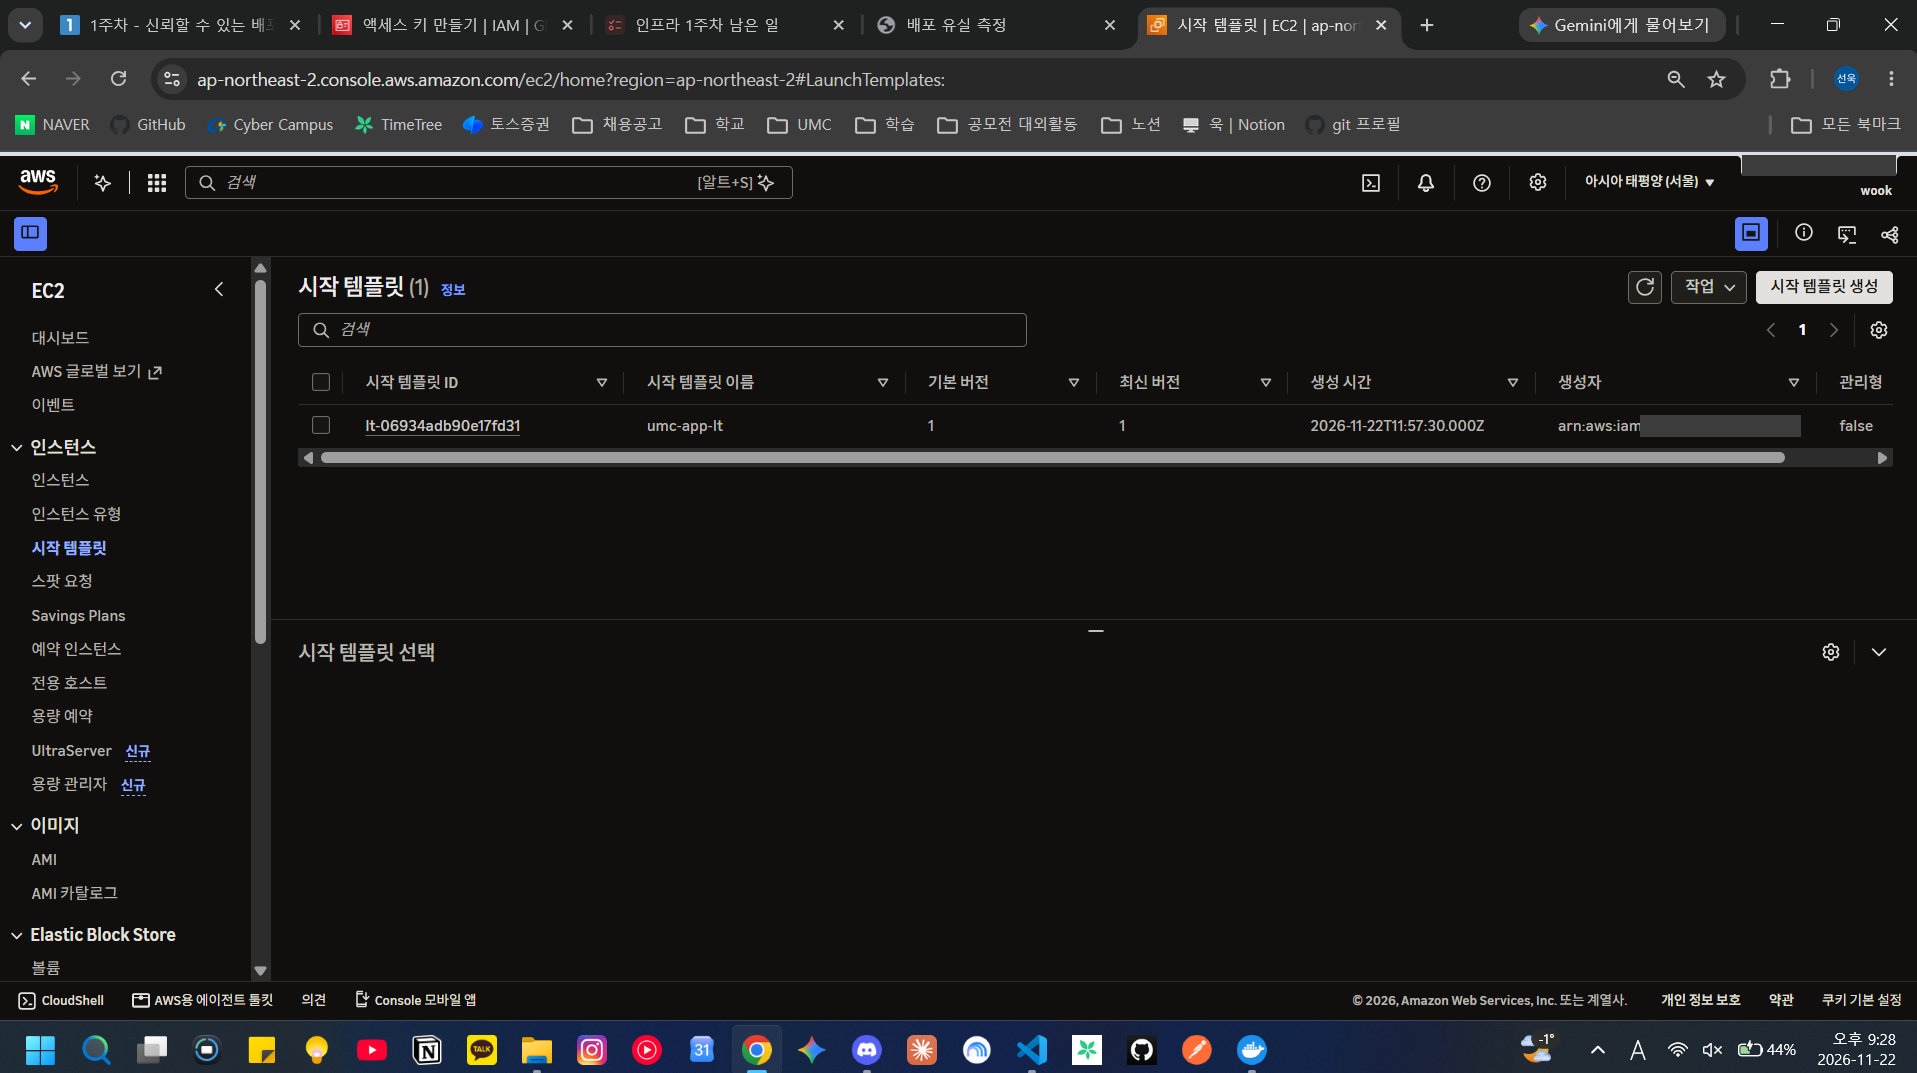 1주차 - 신뢰할 수 있는 배포
액세스 키 만들기 | IAM | G
인프라 1주차 남은 일
배포 유실 측정
시작 템플릿 | EC2 | ap-nor
Gemini에게 물어보기
ap-northeast-2.console.aws.amazon.com/ec2/home?region=ap-northeast-2#LaunchTemplates:
선욱
NAVER
GitHub
Cyber Campus
TimeTree
토스증권
채용공고
학교
UMC
학습
공모전 대외활동
노션
욱 | Notion
git 프로필
모든 북마크
aws
검색
[알트+S]
아시아 태평양 (서울)
wook
EC2
대시보드
AWS 글로벌 보기
이벤트
인스턴스
인스턴스
인스턴스 유형
시작 템플릿
스팟 요청
Savings Plans
예약 인스턴스
전용 호스트
용량 예약
UltraServer 신규
용량 관리자 신규
이미지
AMI
AMI 카탈로그
Elastic Block Store
볼륨
시작 템플릿 (1) 정보
작업
시작 템플릿 생성
검색
1
시작 템플릿 ID
시작 템플릿 이름
기본 버전
최신 버전
생성 시간
생성자
관리형
lt-06934adb90e17fd31
umc-app-lt
1
1
2026-11-22T11:57:30.000Z
arn:aws:iam
false
시작 템플릿 선택
CloudShell
AWS용 에이전트 툴킷
의견
Console 모바일 앱
© 2026, Amazon Web Services, Inc. 또는 계열사.
개인 정보 보호
약관
쿠키 기본 설정
TALK
31
-1°
A
44%
오후 9:28
2026-11-22